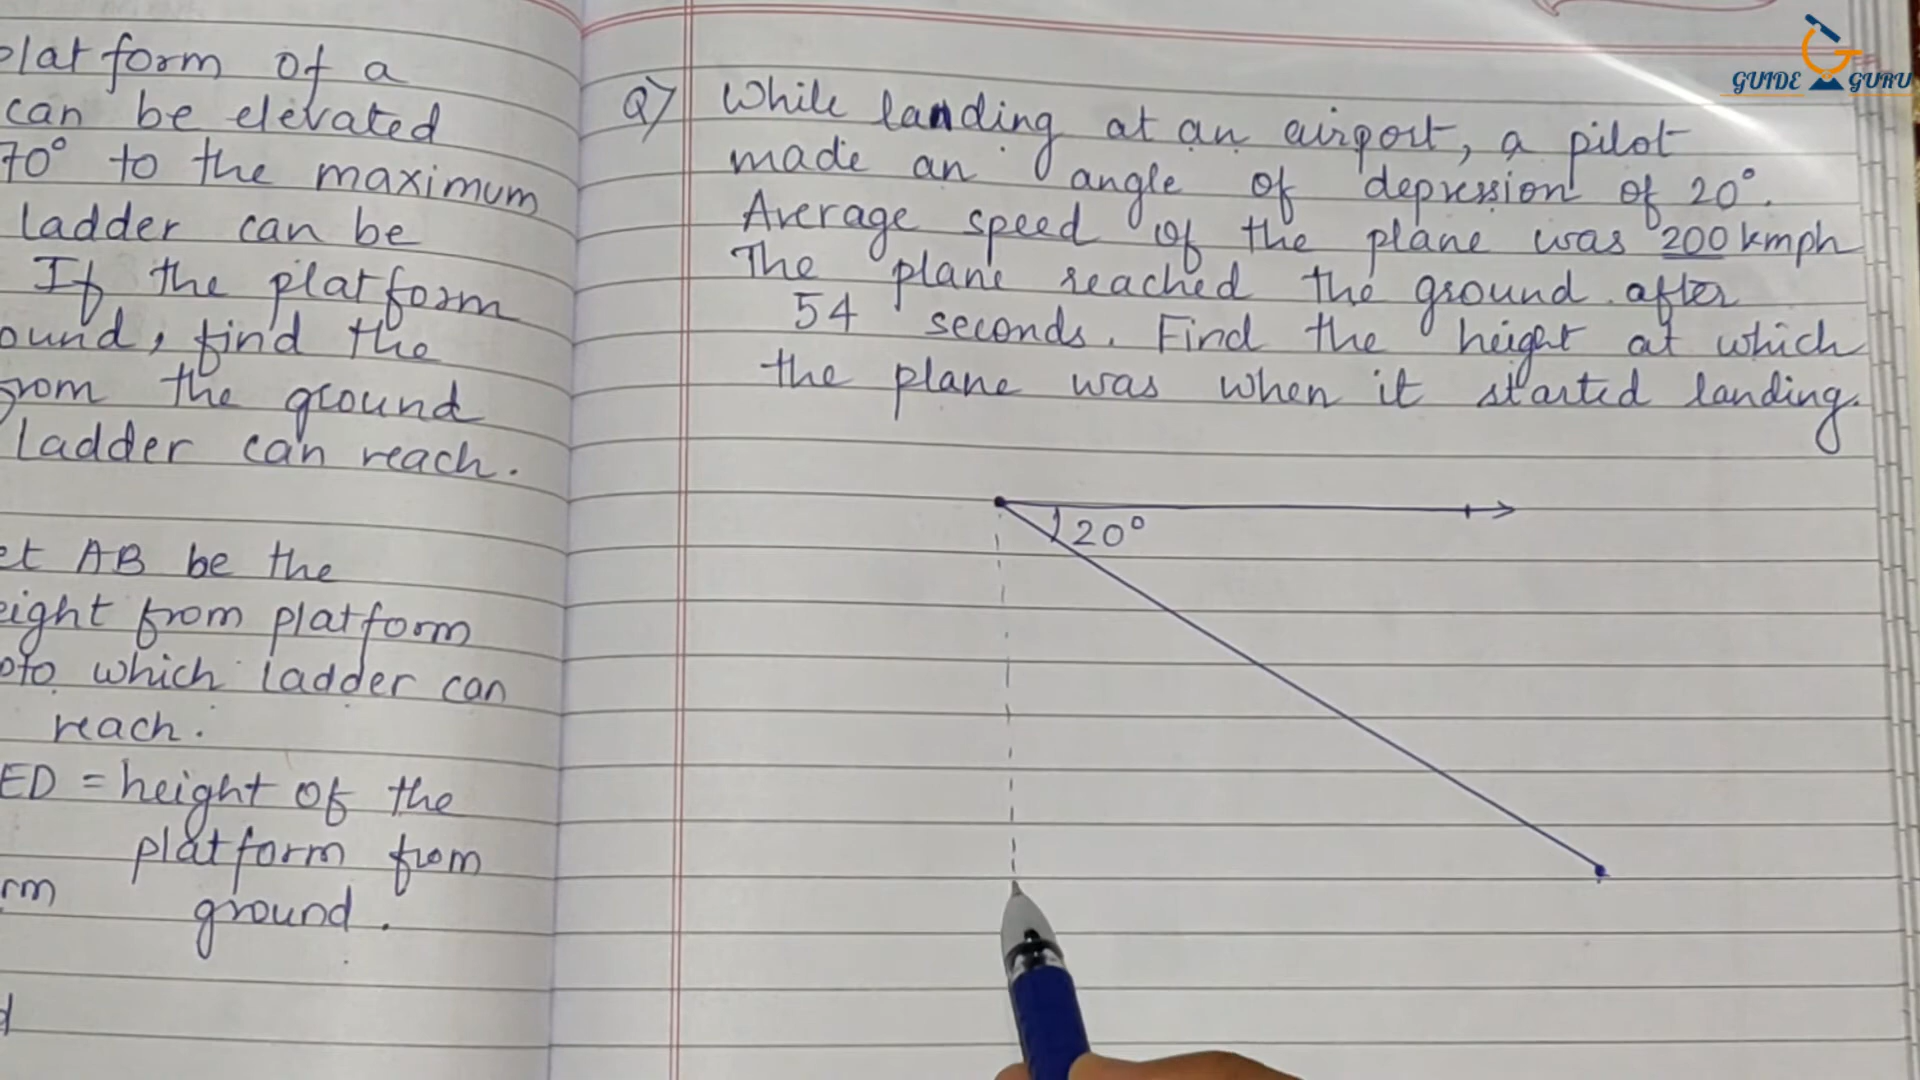 platform of a
can be elevated
70° to the maximum
ladder can be
If the platform
ound, find the
from the ground
ladder can reach.
et AB be the
eight from platform
pto which ladder can
reach.
ED = height of the
platform from
rm ground.
d
GUIDE GURU
Q) While landing at an airport, a pilot
made an angle of depression of 20°.
Average speed of the plane was 200 kmph
The plane reached the ground after
54 seconds. Find the height at which
the plane was when it started landing.
20°